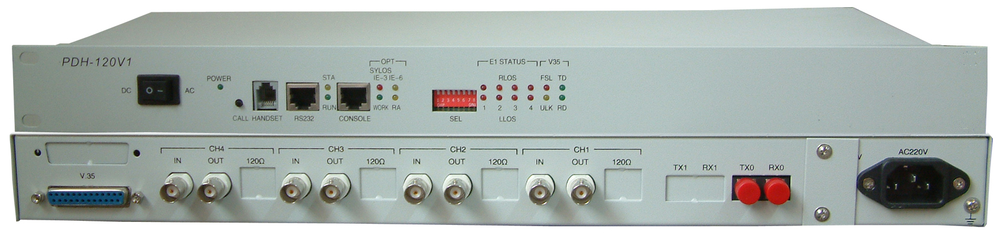 PDH-120V1
DC
AC
POWER
CALL
HANDSET
RS232
STA
RUN
CONSOLE
OPT
SYLOS
IE-3 IE-6
WORK RA
1 2 3 4 5 6 7 8
DIP
ON
SEL
E1 STATUS
V35
RLOS
FSL TD
1 2 3 4 ULK RD
LLOS
V.35
CH4
IN OUT 120Ω
CH3
IN OUT 120Ω
CH2
IN OUT 120Ω
CH1
IN OUT 120Ω
TX1 RX1
TX0 RX0
AC220V